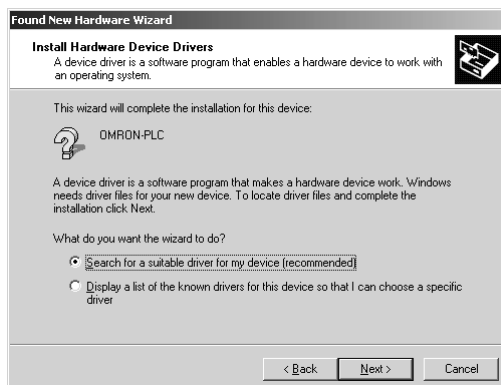 Found New Hardware Wizard
Install Hardware Device Drivers
A device driver is a software program that enables a hardware device to work with
an operating system.
This wizard will complete the installation for this device:
OMRON-PLC
A device driver is a software program that makes a hardware device work. Windows
needs driver files for your new device. To locate driver files and complete the
installation click Next.
What do you want the wizard to do?
Search for a suitable driver for my device (recommended)
Display a list of the known drivers for this device so that I can choose a specific
driver
< Back Next > Cancel